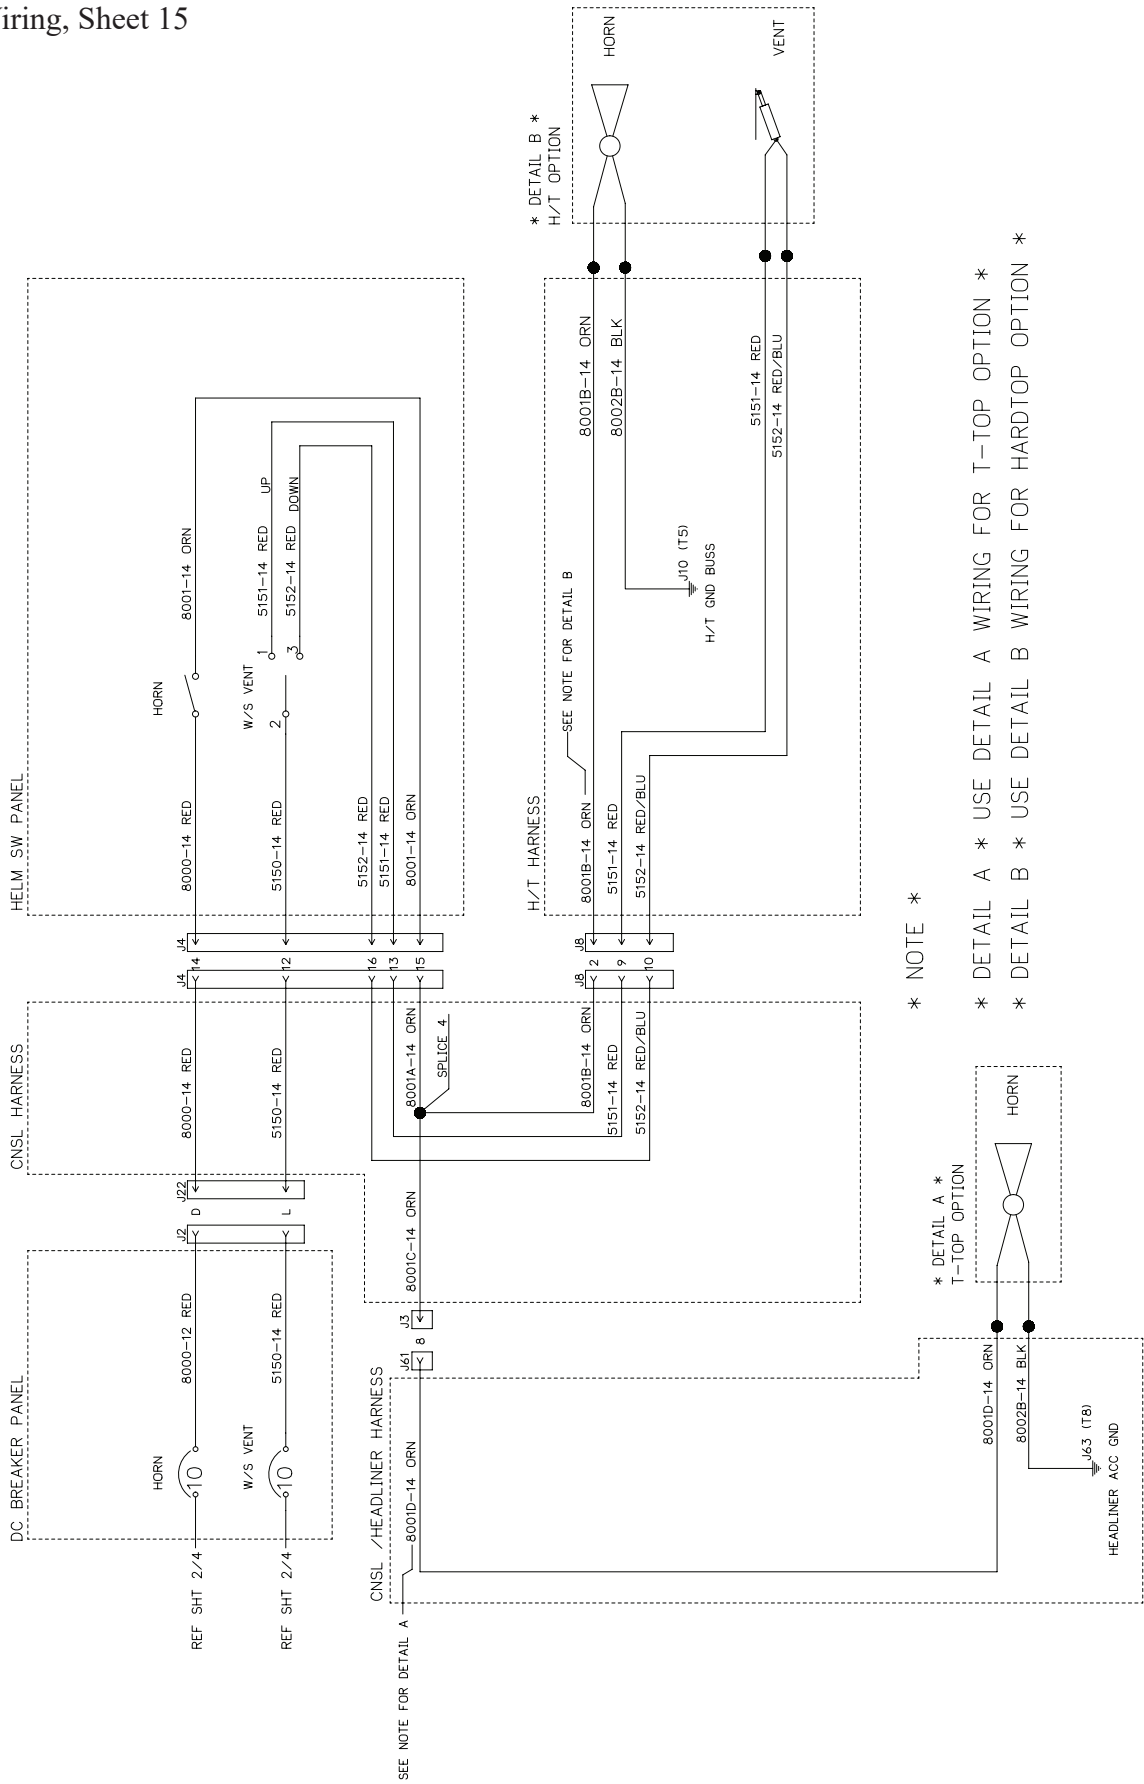 iring, Sheet 15
DC BREAKER PANEL
REF SHT 2/4
HORN
10
8000-12 RED
REF SHT 2/4
W/S VENT
10
5150-14 RED
J2
D
L
J22
CNSL HARNESS
8000-14 RED
5150-14 RED
8001A-14 ORN
SPLICE 4
8001C-14 ORN
8001B-14 ORN
5151-14 RED
5152-14 RED/BLU
J4
J4
14
12
16
13
15
HELM SW PANEL
8000-14 RED
HORN
8001-14 ORN
5150-14 RED
W/S VENT
2
1
3
5151-14 RED
UP
5152-14 RED
DOWN
5152-14 RED
5151-14 RED
8001-14 ORN
J8
J8
2
9
10
H/T HARNESS
8001B-14 ORN
SEE NOTE FOR DETAIL B
5151-14 RED
5152-14 RED/BLU
8001B-14 ORN
8002B-14 BLK
J10 (T5)
H/T GND BUSS
5151-14 RED
5152-14 RED/BLU
* DETAIL B *
H/T OPTION
HORN
VENT
J3
8
J61
CNSL /HEADLINER HARNESS
SEE NOTE FOR DETAIL A
8001D-14 ORN
8001D-14 ORN
8002B-14 BLK
J63 (T8)
HEADLINER ACC GND
* DETAIL A *
T-TOP OPTION
HORN
* NOTE *
* DETAIL A * USE DETAIL A WIRING FOR T-TOP OPTION *
* DETAIL B * USE DETAIL B WIRING FOR HARDTOP OPTION *